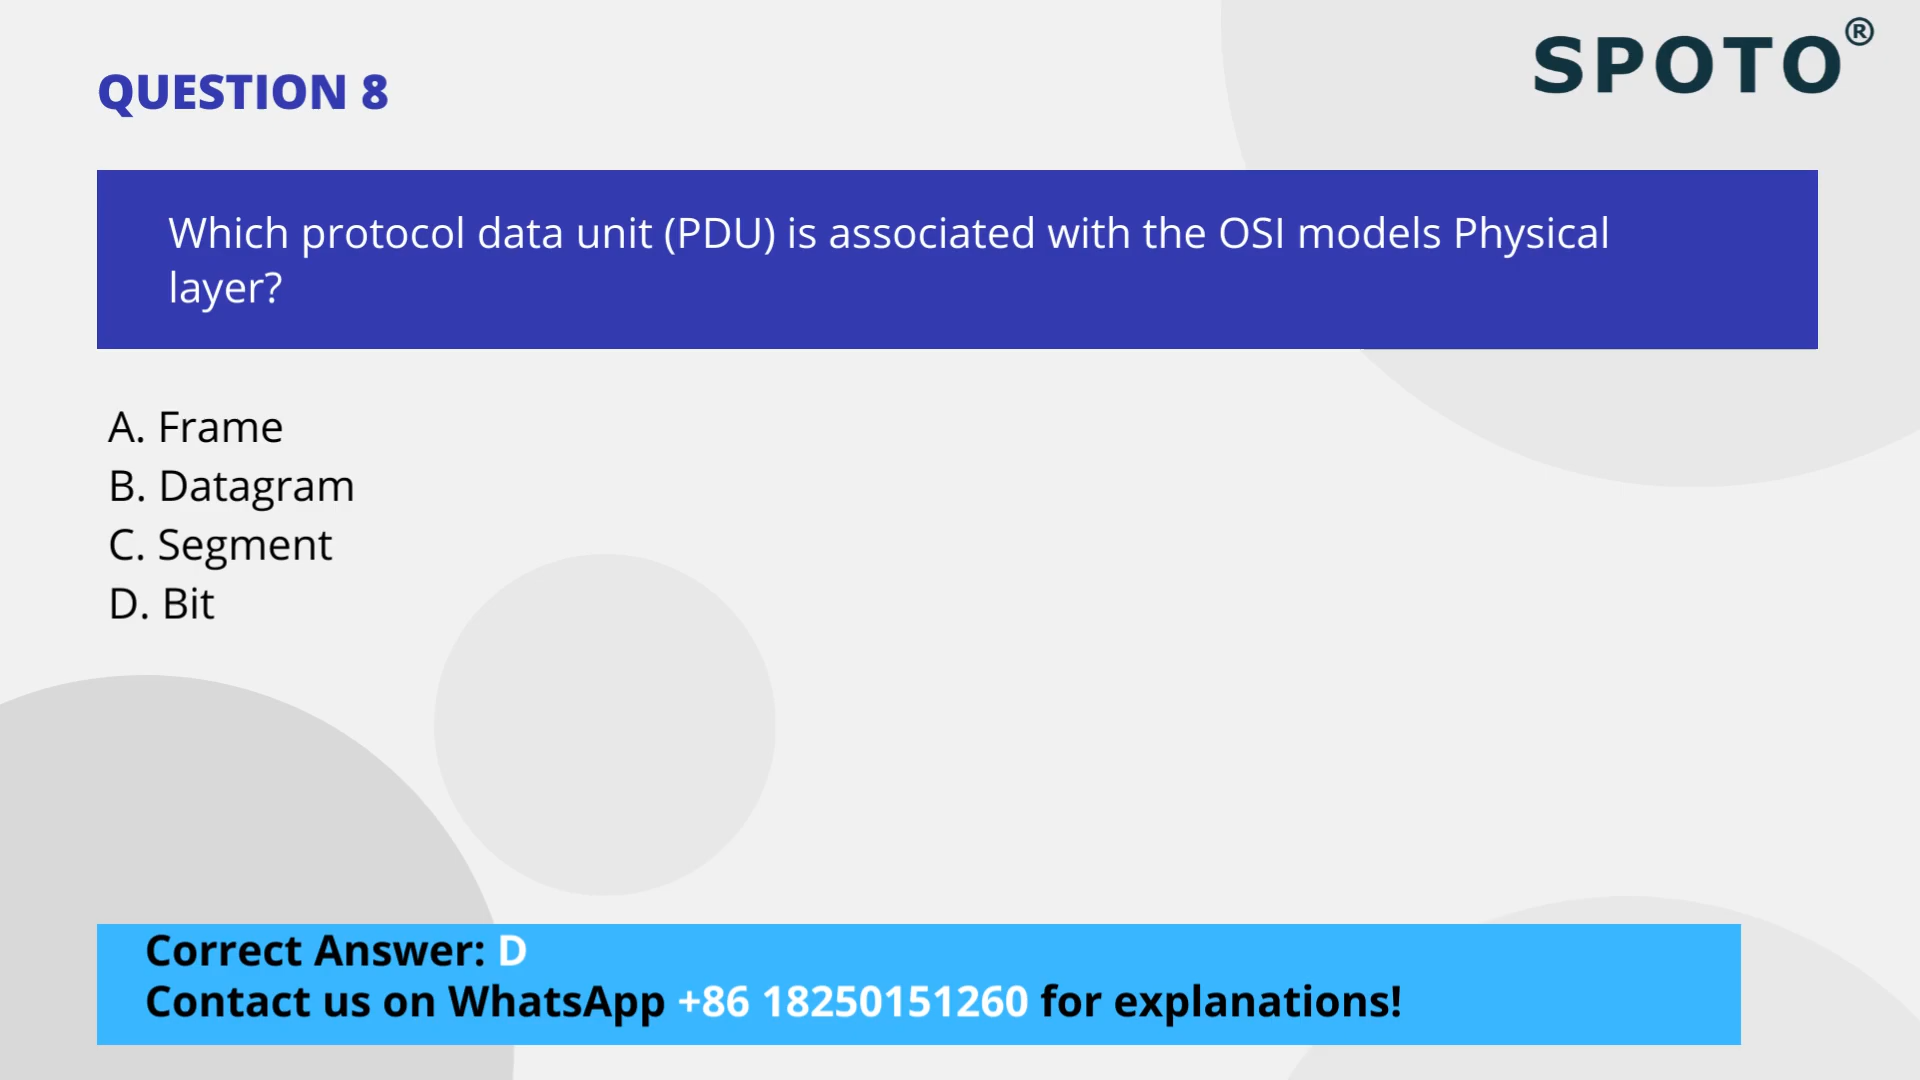 SPOTO®
QUESTION 8
Which protocol data unit (PDU) is associated with the OSI models Physical
layer?
A. Frame
B. Datagram
C. Segment
D. Bit
Correct Answer: D
Contact us on WhatsApp +86 18250151260 for explanations!